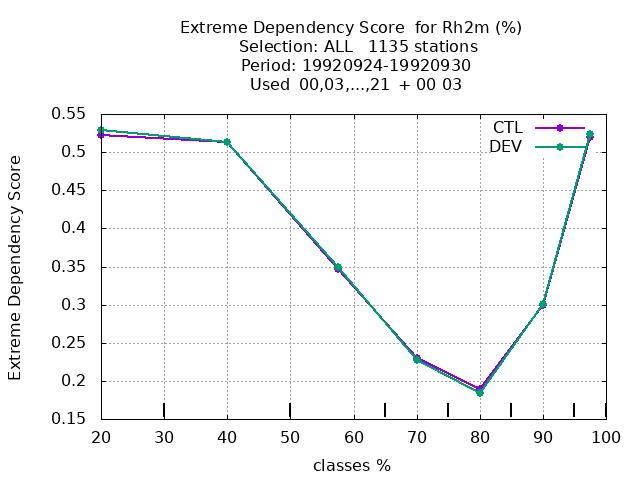 Extreme Dependency Score  for Rh2m (%)
Selection: ALL   1135 stations
Period: 19920924-19920930
Used  00,03,...,21  + 00 03
CTL
DEV
Extreme Dependency Score
0.55
0.5
0.45
0.4
0.35
0.3
0.25
0.2
0.15
20 30 40 50 60 70 80 90 100
classes %